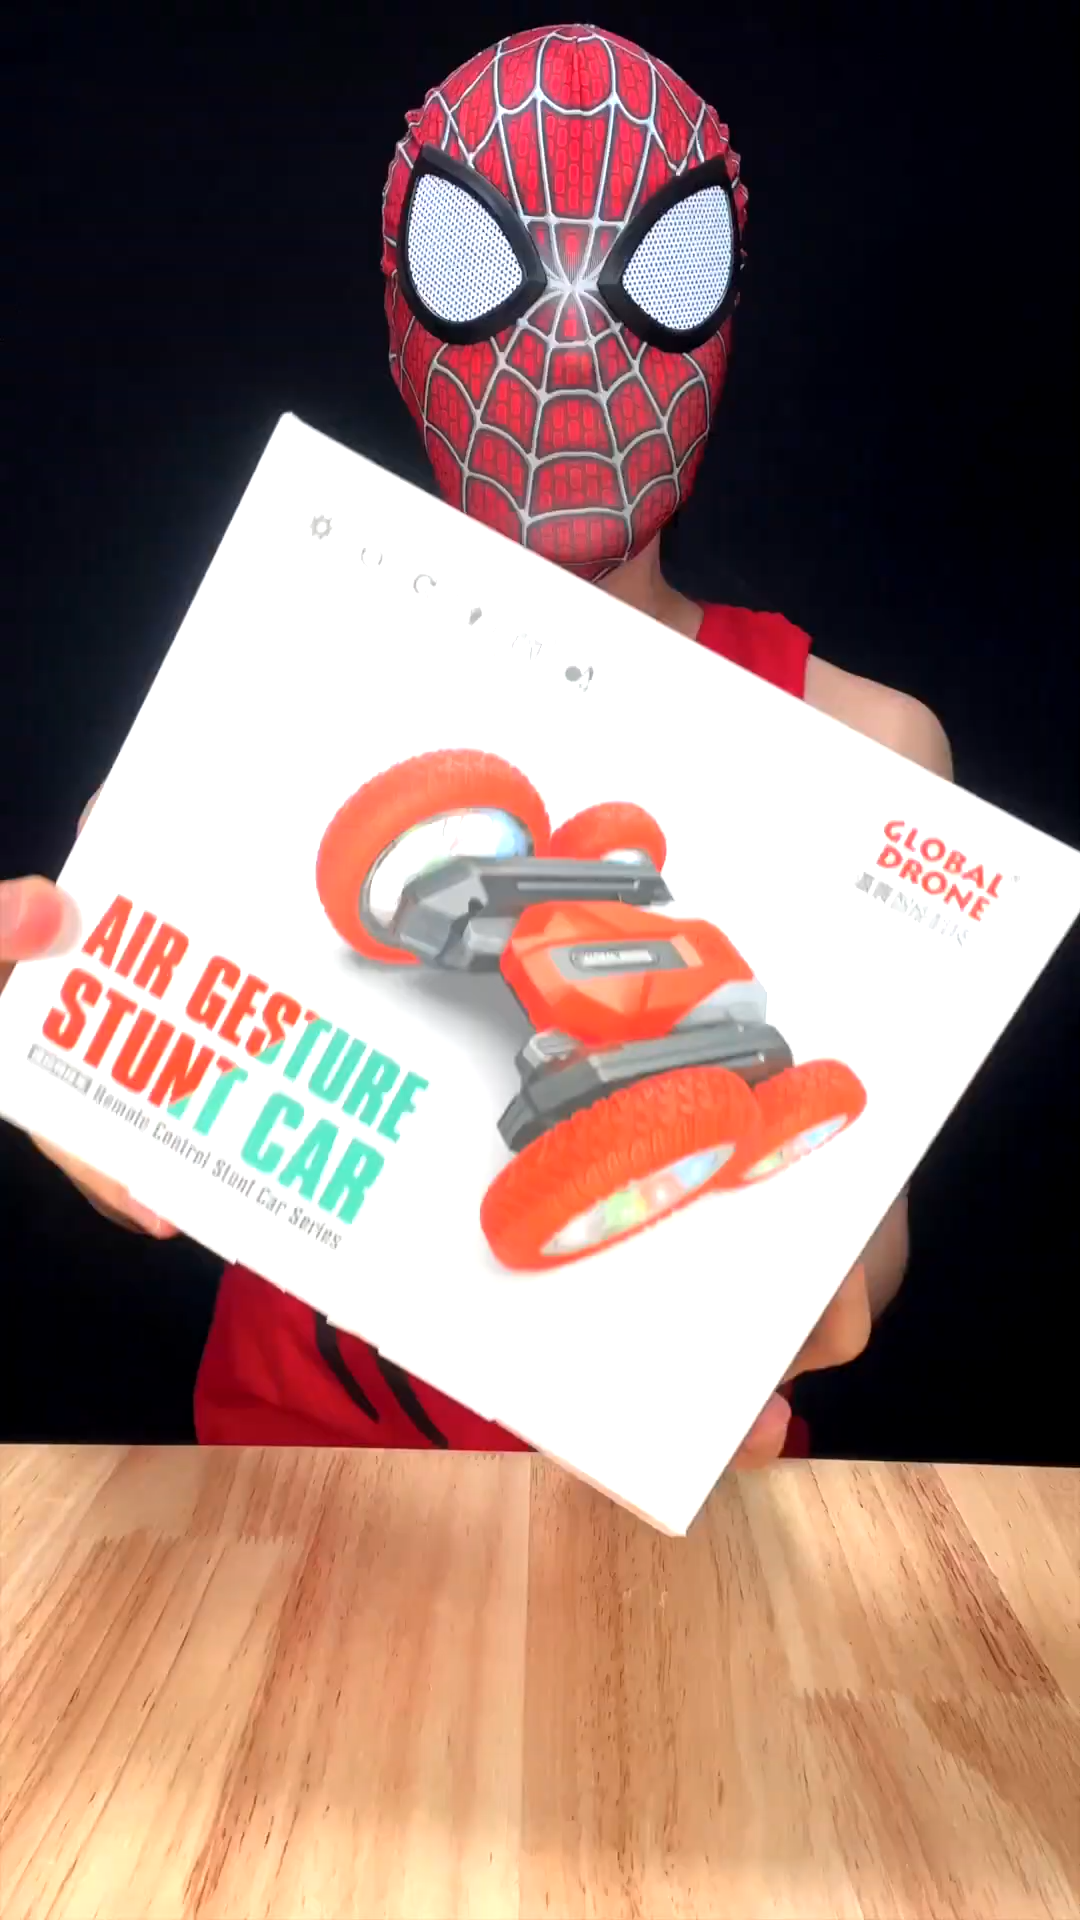 GLOBAL
DRONE
AIR GESTURE
STUNT CAR
Remote Control Stunt Car Series